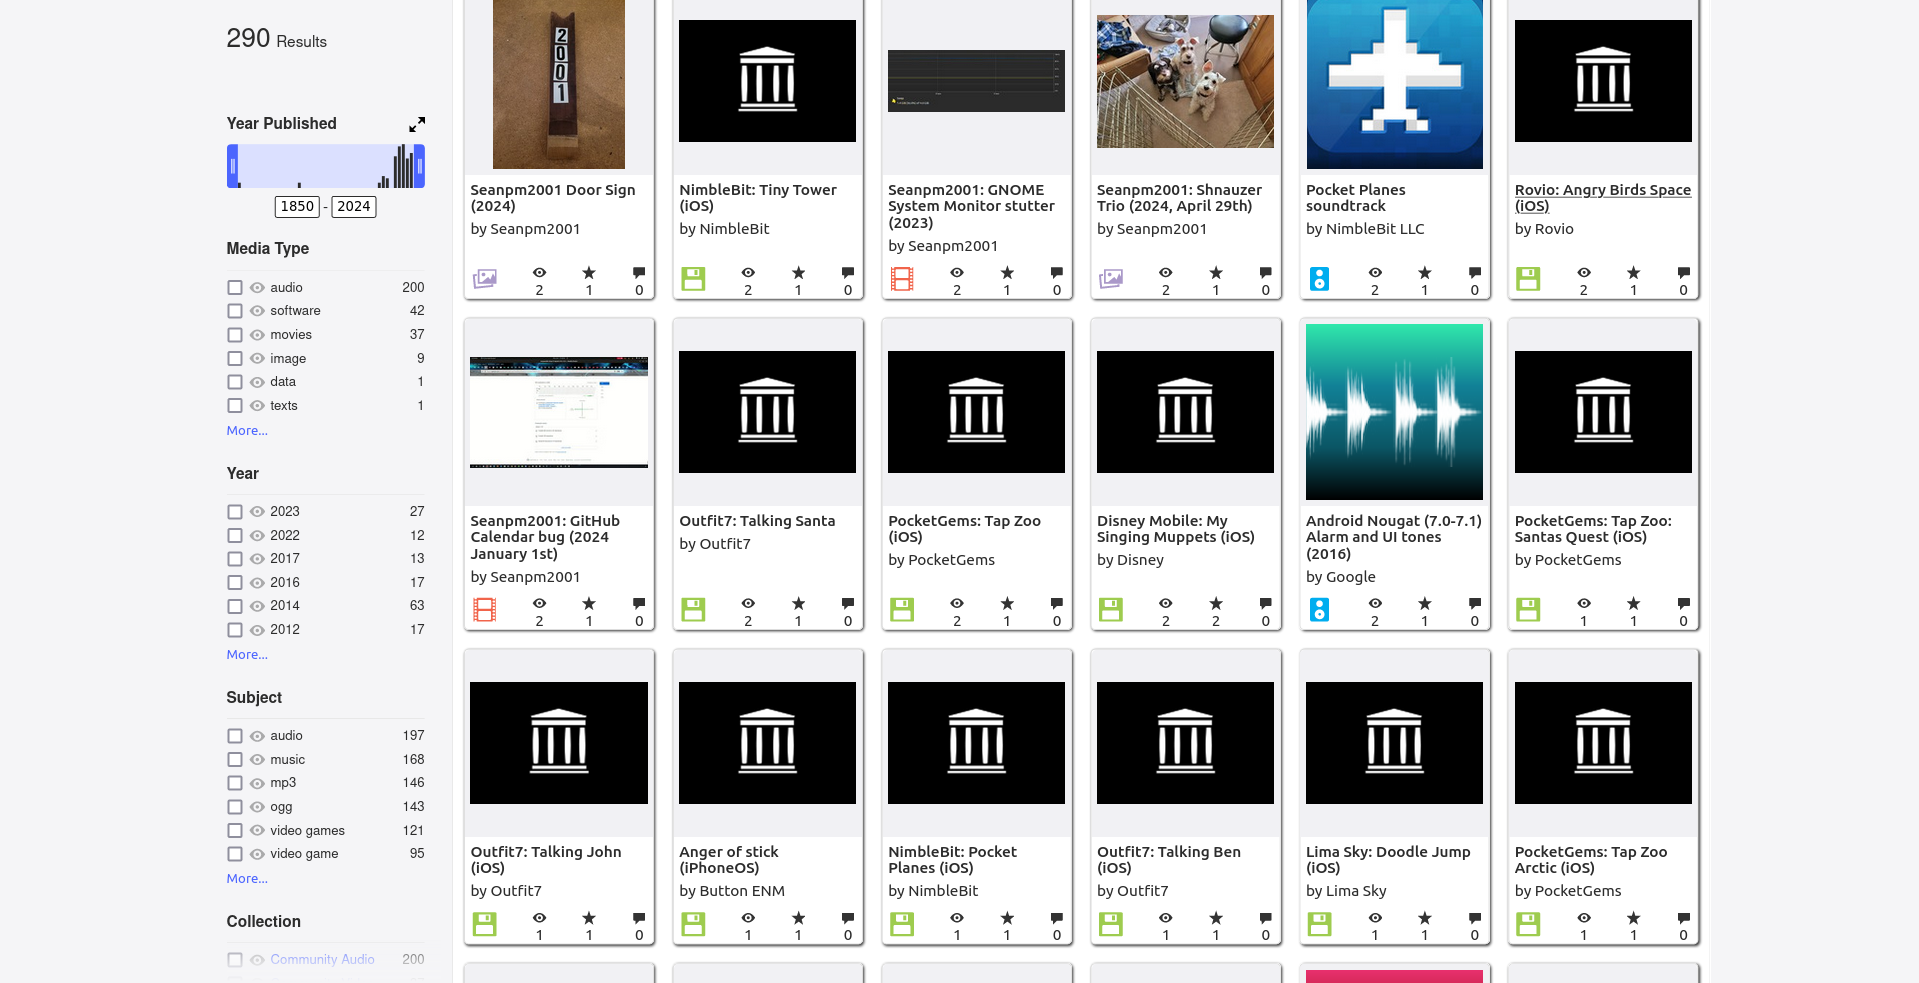 290 Results
Year Published
1850 - 2024
Media Type
audio 200
software 42
movies 37
image 9
data 1
texts 1
More...
Year
2023 27
2022 12
2017 13
2016 17
2014 63
2012 17
More...
Subject
audio 197
music 168
mp3 146
ogg 143
video games 121
video game 95
More...
Collection
Community Audio 200
2001
Seanpm2001 Door Sign
(2024)
by Seanpm2001
2 1 0
NimbleBit: Tiny Tower
(iOS)
by NimbleBit
2 1 0
Seanpm2001: GNOME
System Monitor stutter
(2023)
by Seanpm2001
2 1 0
Seanpm2001: Shnauzer
Trio (2024, April 29th)
by Seanpm2001
2 1 0
Pocket Planes
soundtrack
by NimbleBit LLC
2 1 0
Rovio: Angry Birds Space
(iOS)
by Rovio
2 1 0
Seanpm2001: GitHub
Calendar bug (2024
January 1st)
by Seanpm2001
2 1 0
Outfit7: Talking Santa
by Outfit7
2 1 0
PocketGems: Tap Zoo
(iOS)
by PocketGems
2 1 0
Disney Mobile: My
Singing Muppets (iOS)
by Disney
2 2 0
Android Nougat (7.0-7.1)
Alarm and UI tones
(2016)
by Google
2 1 0
PocketGems: Tap Zoo:
Santas Quest (iOS)
by PocketGems
1 1 0
Outfit7: Talking John
(iOS)
by Outfit7
1 1 0
Anger of stick
(iPhoneOS)
by Button ENM
1 1 0
NimbleBit: Pocket
Planes (iOS)
by NimbleBit
1 1 0
Outfit7: Talking Ben
(iOS)
by Outfit7
1 1 0
Lima Sky: Doodle Jump
(iOS)
by Lima Sky
1 1 0
PocketGems: Tap Zoo
Arctic (iOS)
by PocketGems
1 1 0